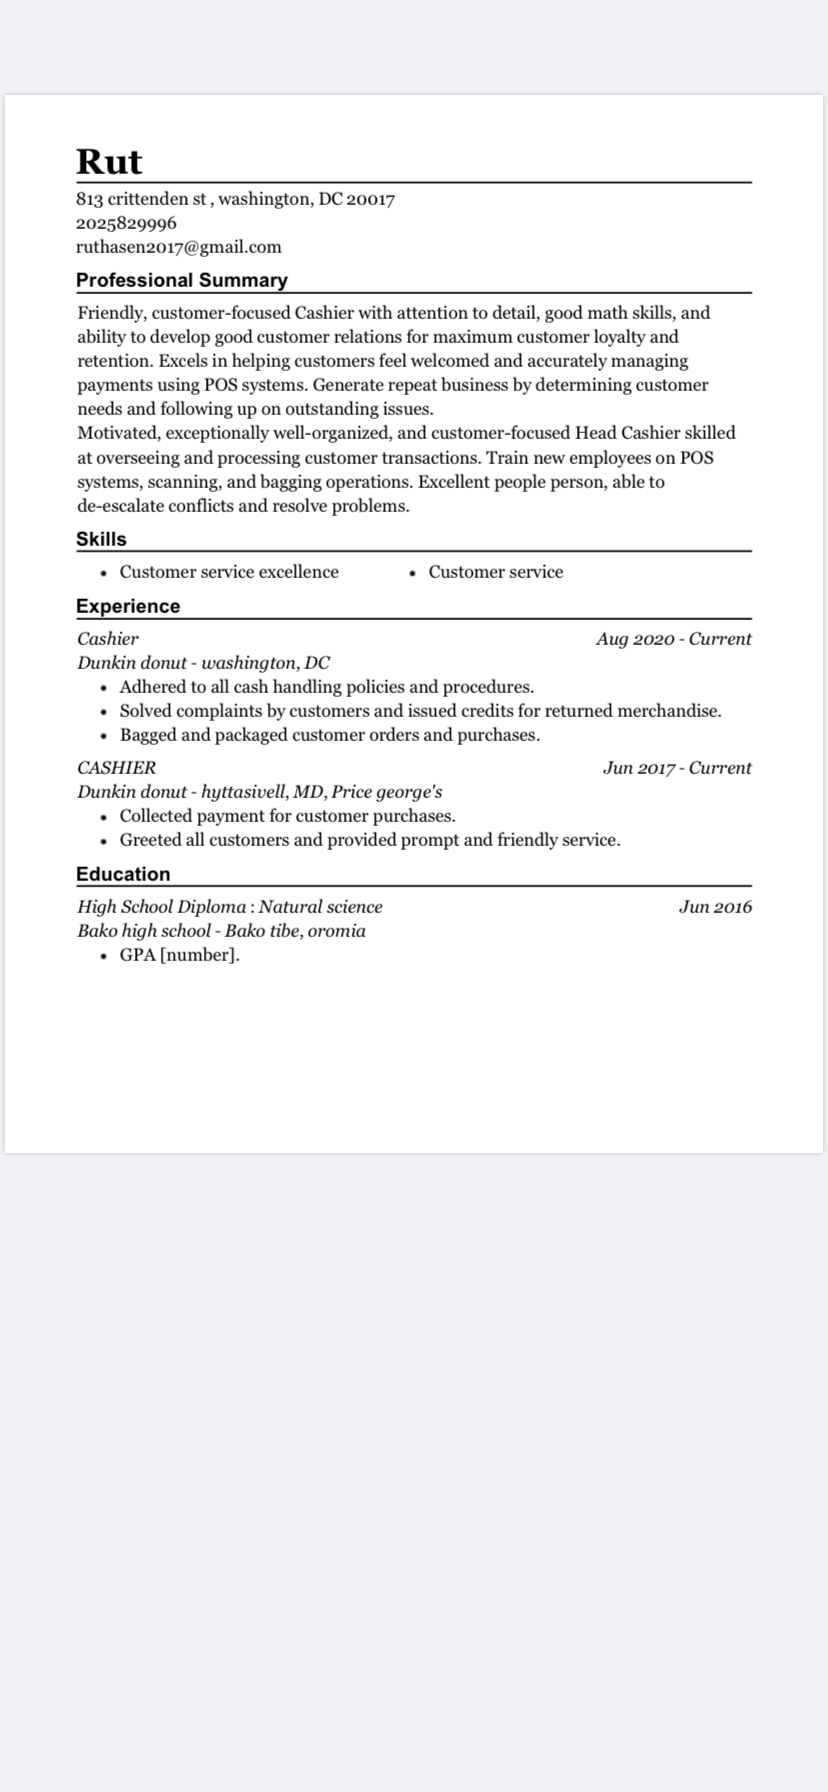 Rut
813 crittenden st , washington, DC 20017
2025829996
ruthasen2017@gmail.com
Professional Summary
Friendly, customer-focused Cashier with attention to detail, good math skills, and
ability to develop good customer relations for maximum customer loyalty and
retention. Excels in helping customers feel welcomed and accurately managing
payments using POS systems. Generate repeat business by determining customer
needs and following up on outstanding issues.
Motivated, exceptionally well-organized, and customer-focused Head Cashier skilled
at overseeing and processing customer transactions. Train new employees on POS
systems, scanning, and bagging operations. Excellent people person, able to
de-escalate conflicts and resolve problems.
Skills
• Customer service excellence • Customer service
Experience
Cashier Aug 2020 - Current
Dunkin donut - washington, DC
• Adhered to all cash handling policies and procedures.
• Solved complaints by customers and issued credits for returned merchandise.
• Bagged and packaged customer orders and purchases.
CASHIER Jun 2017 - Current
Dunkin donut - hyttasivell, MD, Price george's
• Collected payment for customer purchases.
• Greeted all customers and provided prompt and friendly service.
Education
High School Diploma : Natural science Jun 2016
Bako high school - Bako tibe, oromia
• GPA [number].